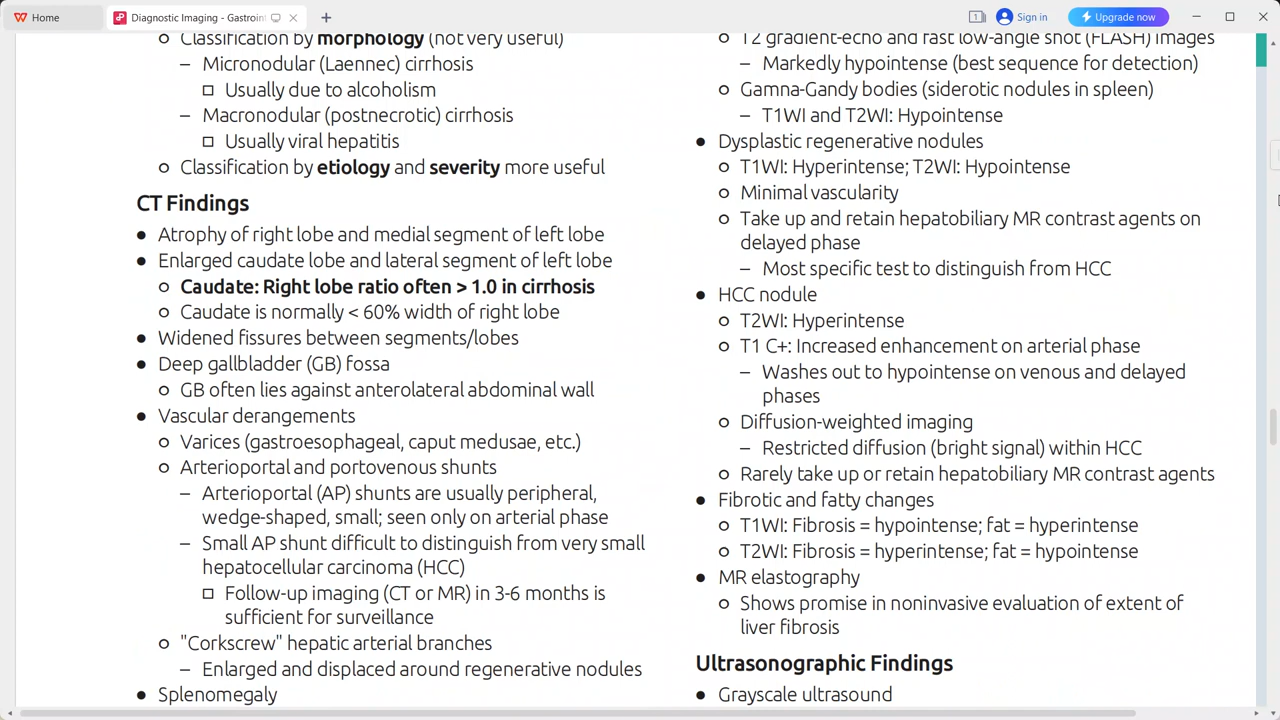 Home
Diagnostic Imaging - Gastroint
Sign in
Upgrade now
Classification by morphology (not very useful)
– Micronodular (Laennec) cirrhosis
Usually due to alcoholism
– Macronodular (postnecrotic) cirrhosis
Usually viral hepatitis
Classification by etiology and severity more useful
CT Findings
• Atrophy of right lobe and medial segment of left lobe
• Enlarged caudate lobe and lateral segment of left lobe
Caudate: Right lobe ratio often > 1.0 in cirrhosis
Caudate is normally < 60% width of right lobe
• Widened fissures between segments/lobes
• Deep gallbladder (GB) fossa
GB often lies against anterolateral abdominal wall
• Vascular derangements
Varices (gastroesophageal, caput medusae, etc.)
Arterioportal and portovenous shunts
– Arterioportal (AP) shunts are usually peripheral,
wedge-shaped, small; seen only on arterial phase
– Small AP shunt difficult to distinguish from very small
hepatocellular carcinoma (HCC)
Follow-up imaging (CT or MR) in 3-6 months is
sufficient for surveillance
"Corkscrew" hepatic arterial branches
– Enlarged and displaced around regenerative nodules
• Splenomegaly
T2 gradient-echo and fast low-angle shot (FLASH) images
– Markedly hypointense (best sequence for detection)
Gamna-Gandy bodies (siderotic nodules in spleen)
– T1WI and T2WI: Hypointense
• Dysplastic regenerative nodules
T1WI: Hyperintense; T2WI: Hypointense
Minimal vascularity
Take up and retain hepatobiliary MR contrast agents on
delayed phase
– Most specific test to distinguish from HCC
• HCC nodule
T2WI: Hyperintense
T1 C+: Increased enhancement on arterial phase
– Washes out to hypointense on venous and delayed
phases
Diffusion-weighted imaging
– Restricted diffusion (bright signal) within HCC
Rarely take up or retain hepatobiliary MR contrast agents
• Fibrotic and fatty changes
T1WI: Fibrosis = hypointense; fat = hyperintense
T2WI: Fibrosis = hyperintense; fat = hypointense
• MR elastography
Shows promise in noninvasive evaluation of extent of
liver fibrosis
Ultrasonographic Findings
• Grayscale ultrasound